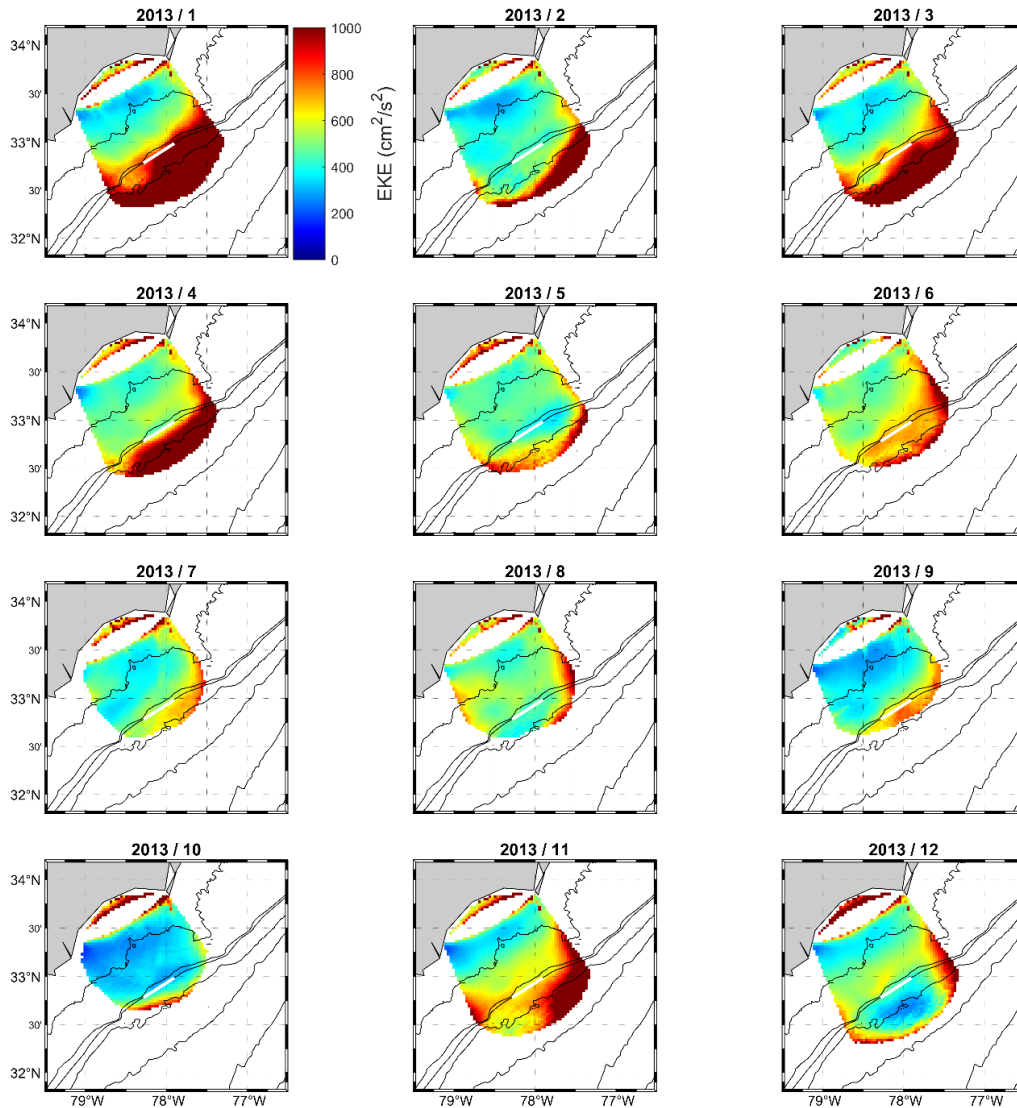 2013 / 1
2013 / 2
2013 / 3
34°N
30'
33°N
30'
32°N
1000
800
600
400
200
0
EKE (cm²/s²)
2013 / 4
2013 / 5
2013 / 6
34°N
30'
33°N
30'
32°N
2013 / 7
2013 / 8
2013 / 9
34°N
30'
33°N
30'
32°N
2013 / 10
2013 / 11
2013 / 12
34°N
30'
33°N
30'
32°N
79°W 78°W 77°W
79°W 78°W 77°W
79°W 78°W 77°W